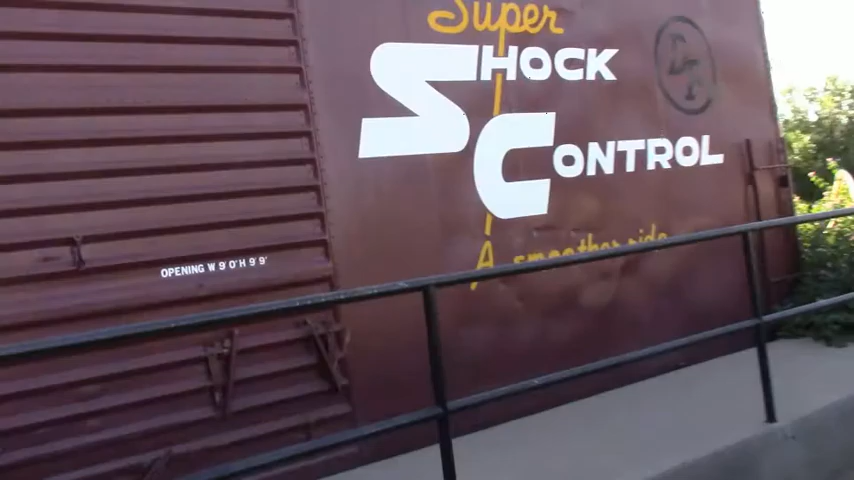 Super
SHOCK
CONTROL
A smoother ride
OPENING W 9' 0" H 9' 9"